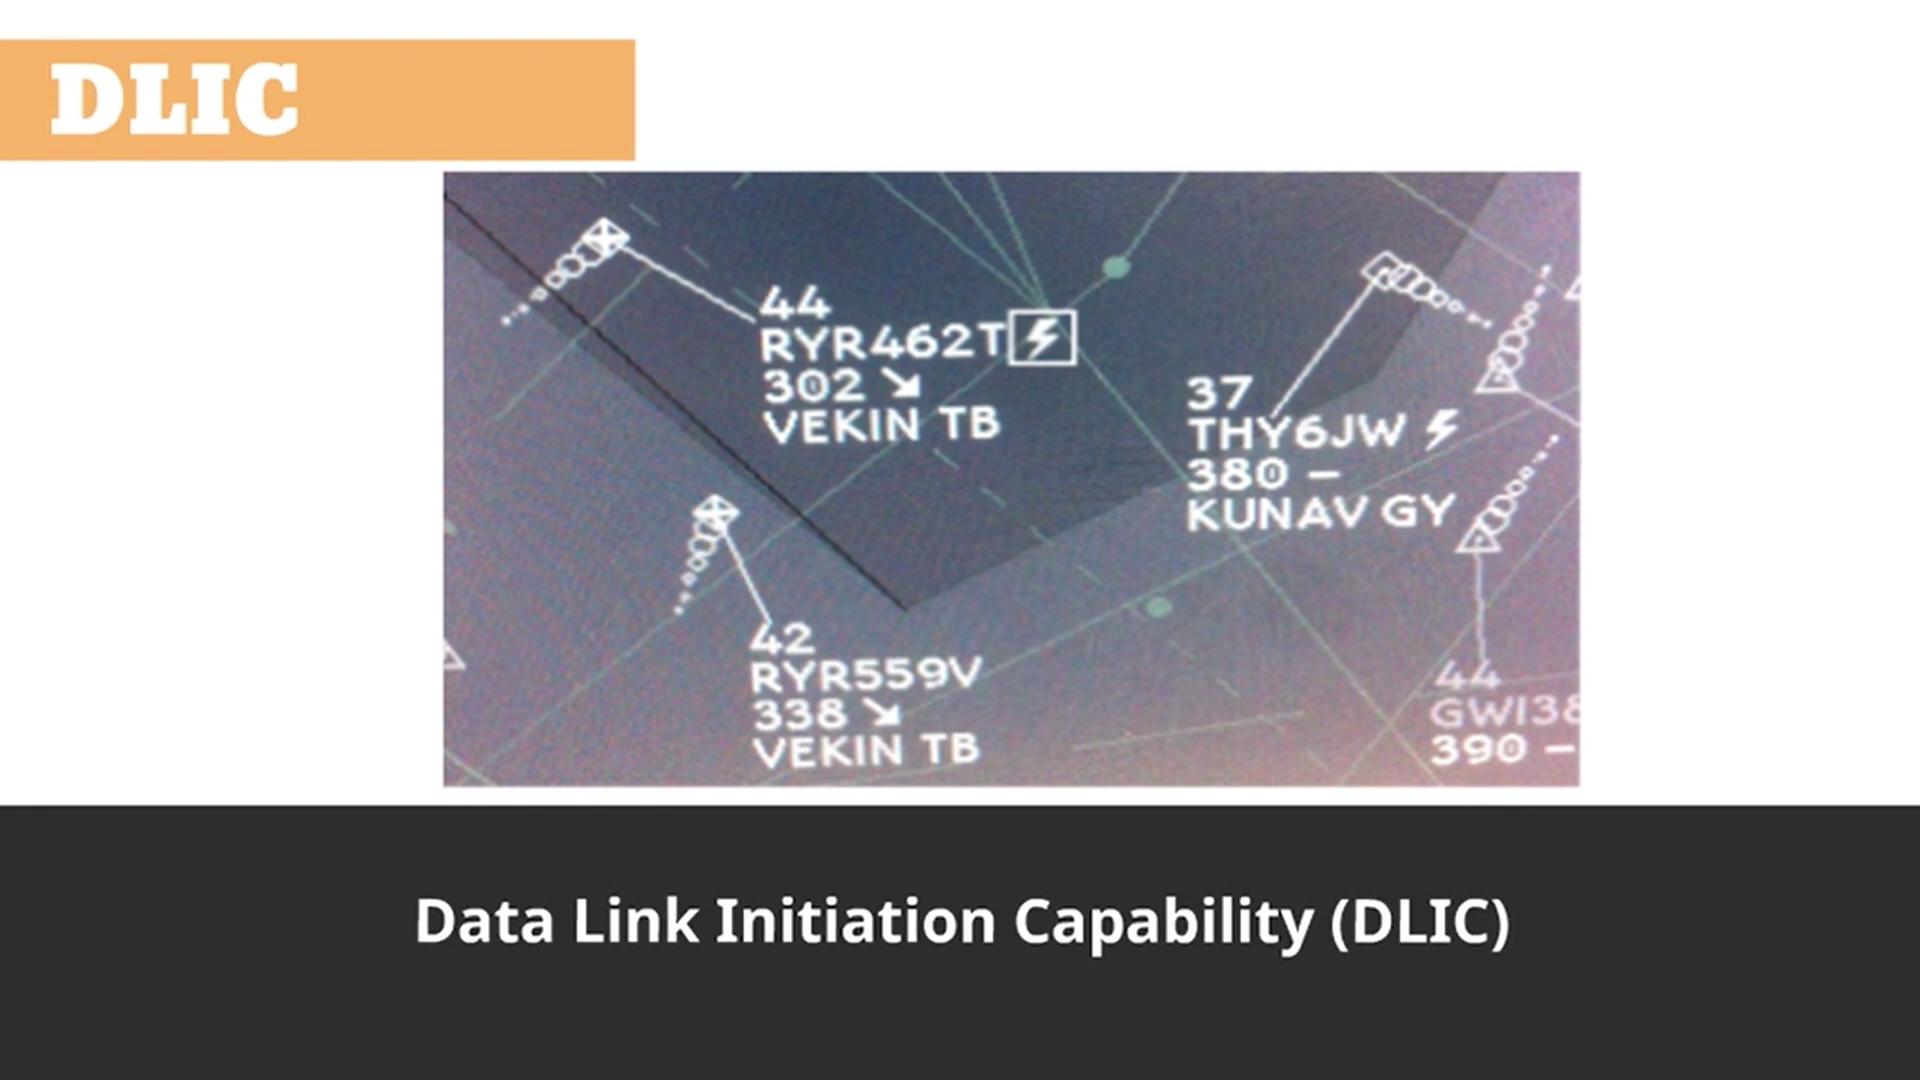 DLIC
44
RYR462T
302 ↘
VEKIN TB
37
THY6JW
380 –
KUNAV GY
42
RYR559V
338 ↘
VEKIN TB
44
GWI38
390 –
Data Link Initiation Capability (DLIC)